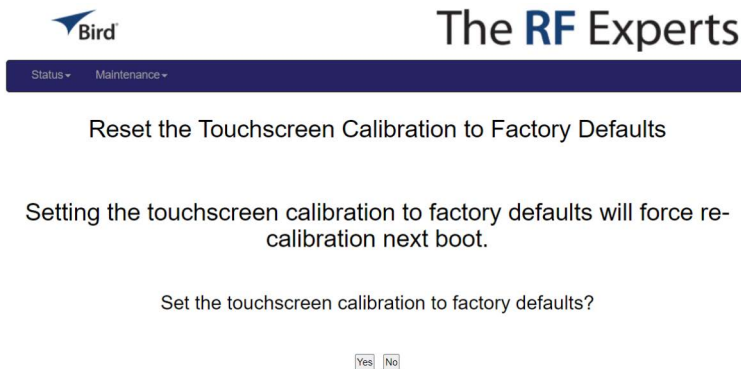 Bird
The RF Experts
Status Maintenance
Reset the Touchscreen Calibration to Factory Defaults
Setting the touchscreen calibration to factory defaults will force re-
calibration next boot.
Set the touchscreen calibration to factory defaults?
Yes No